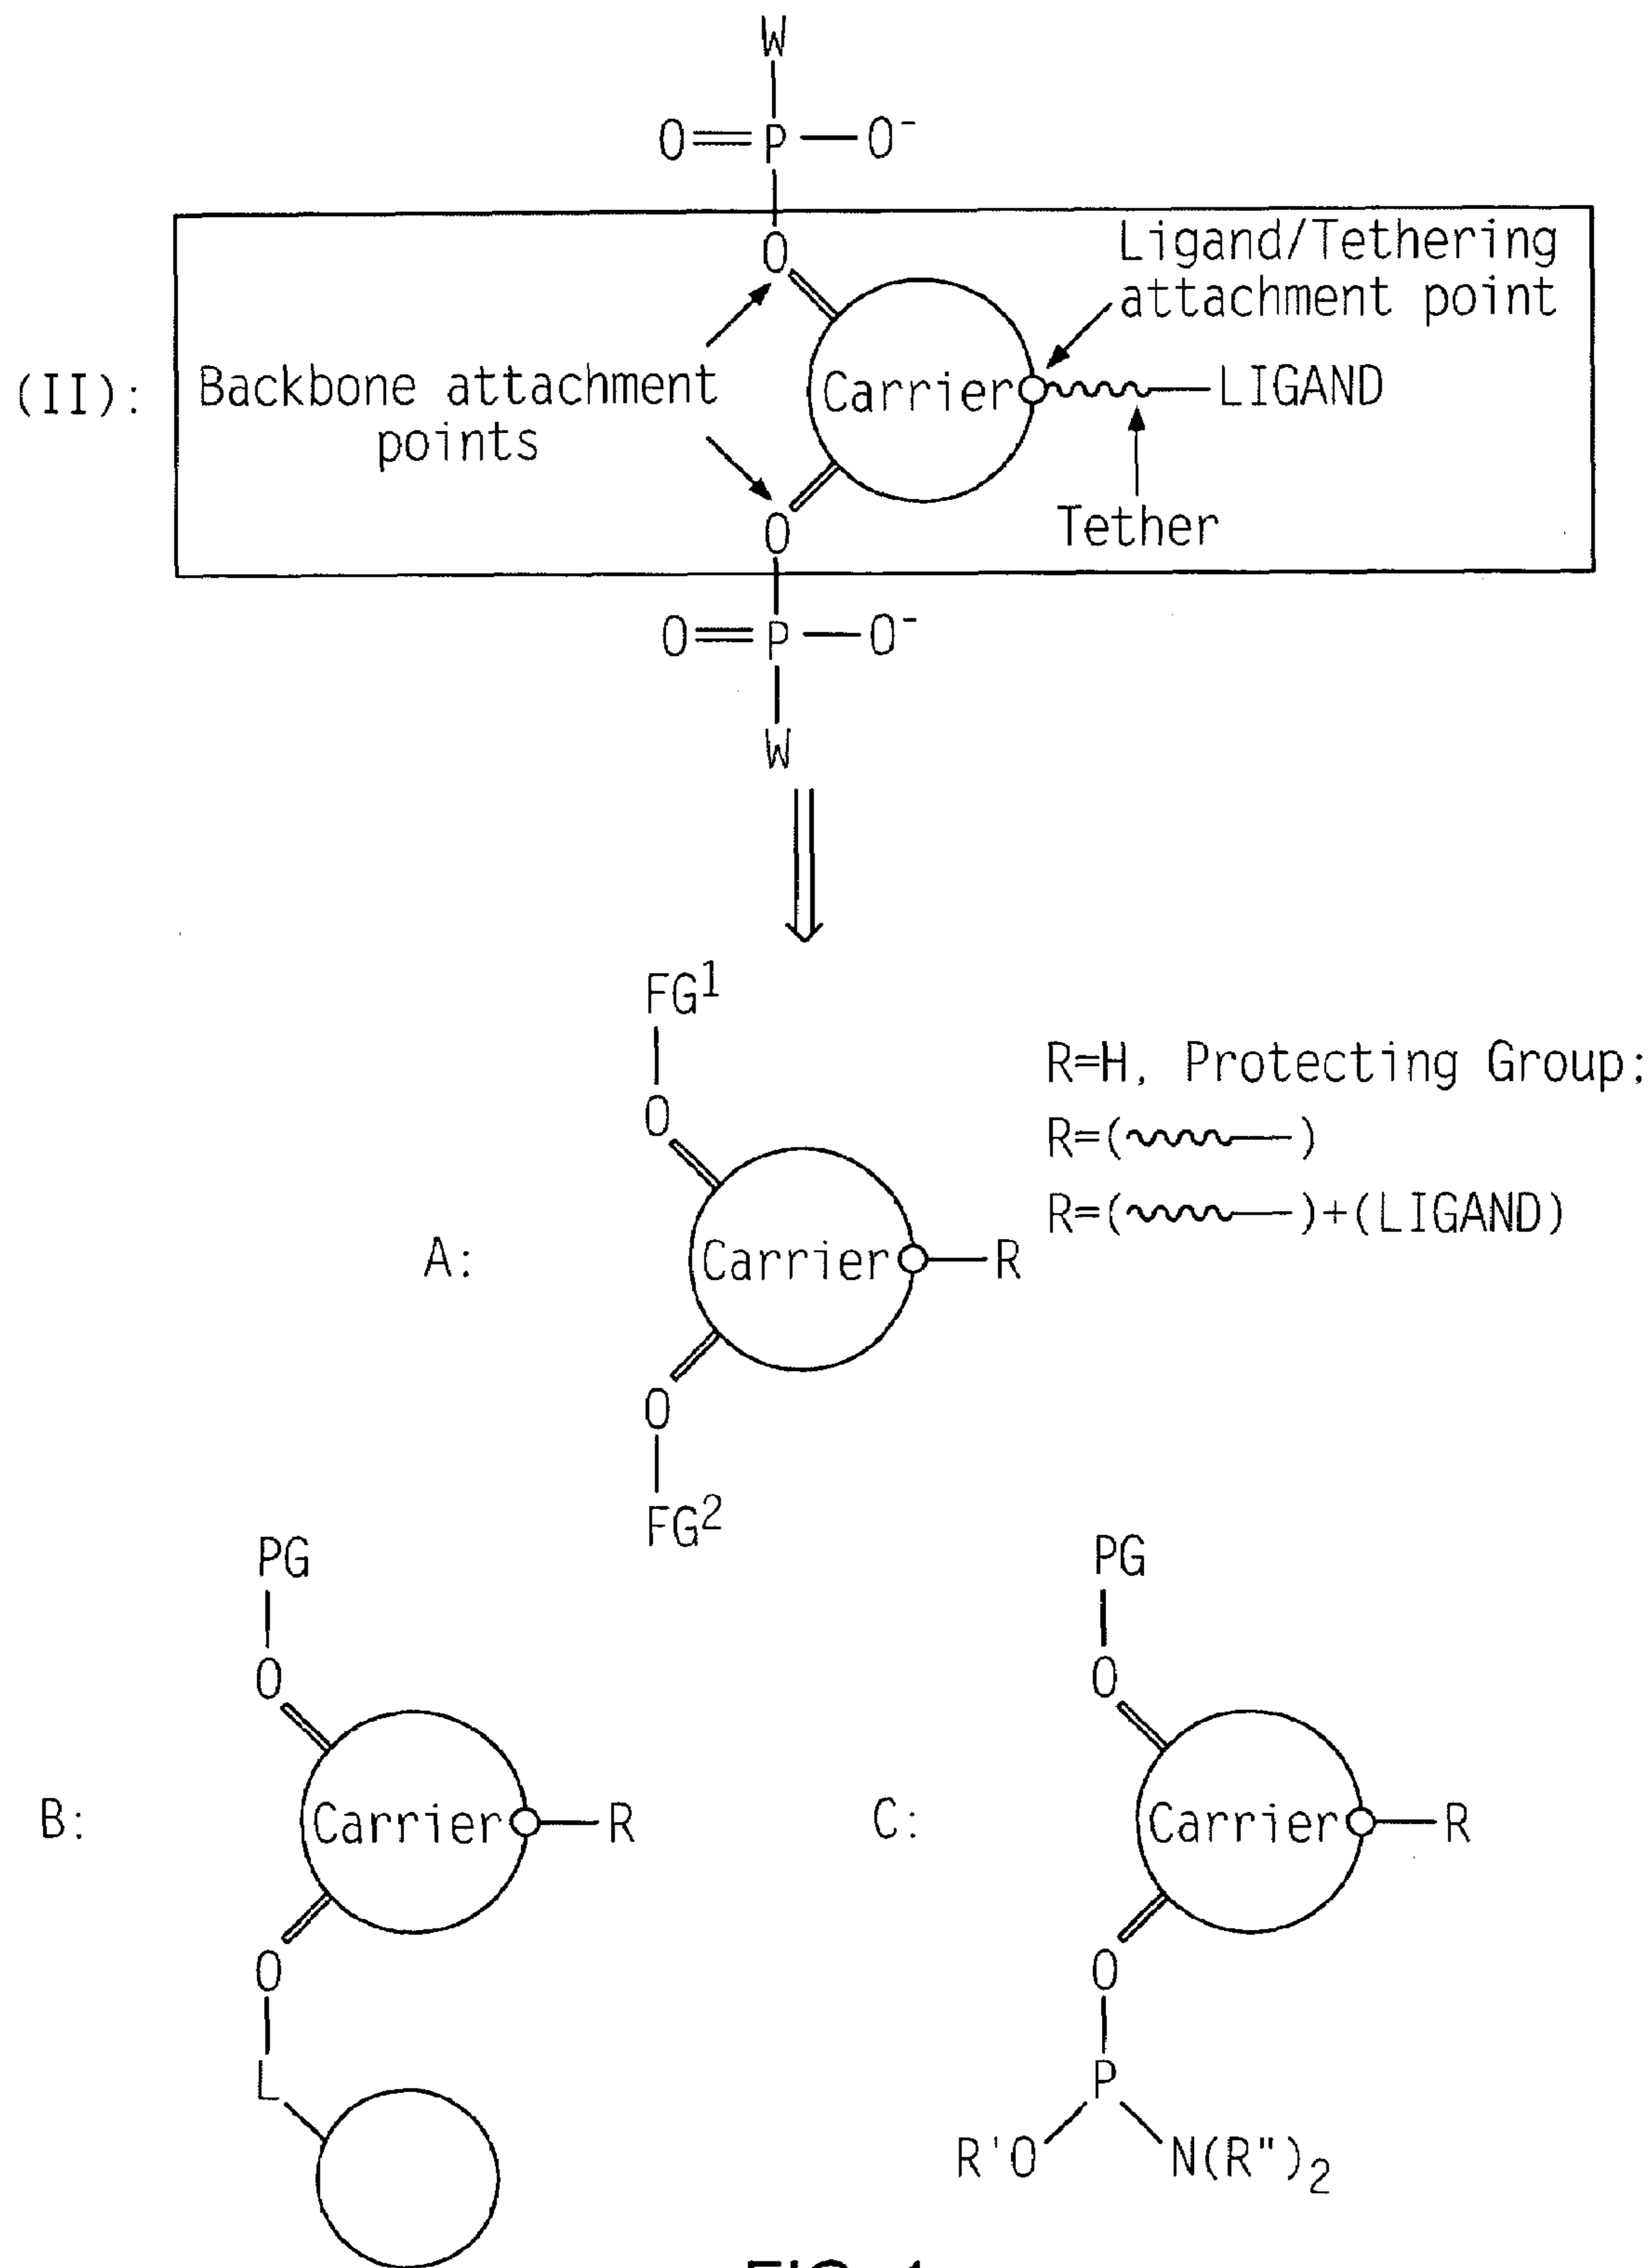 W
O=P—O⁻
O
Ligand/Tethering
attachment point
(II):
Backbone attachment
points
Carrier
LIGAND
Tether
O
O=P—O⁻
W
FG¹
O
R=H, Protecting Group;
R=( )
R=( )+(LIGAND)
A:
Carrier
R
O
FG²
PG
O
B:
Carrier
R
O
L
PG
O
C:
Carrier
R
O
P
R'O
N(R")₂